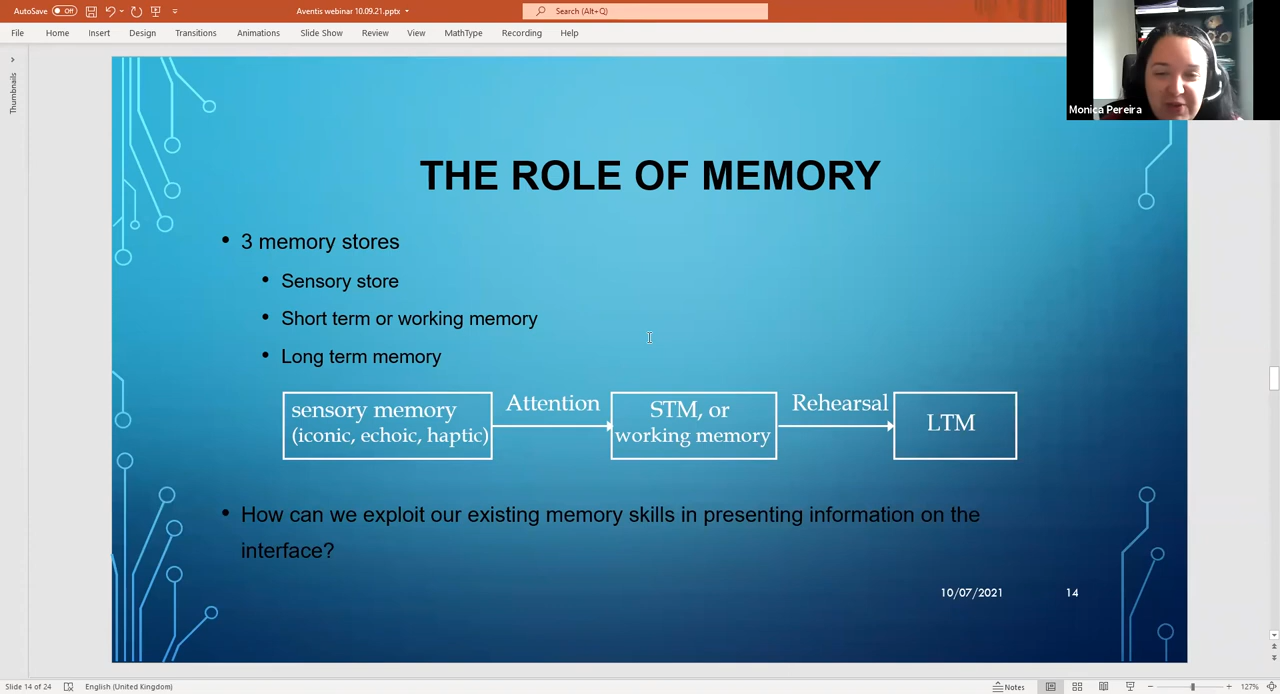 AutoSave Off
Aventis webinar 10.09.21.pptx
Search (Alt+Q)
File Home Insert Design Transitions Animations Slide Show Review View MathType Recording Help
Thumbnails
Monica Pereira
THE ROLE OF MEMORY
• 3 memory stores
• Sensory store
• Short term or working memory
• Long term memory
sensory memory
(iconic, echoic, haptic)
Attention
STM, or
working memory
Rehearsal
LTM
• How can we exploit our existing memory skills in presenting information on the
interface?
10/07/2021 14
Slide 14 of 24 English (United Kingdom) Notes 127%